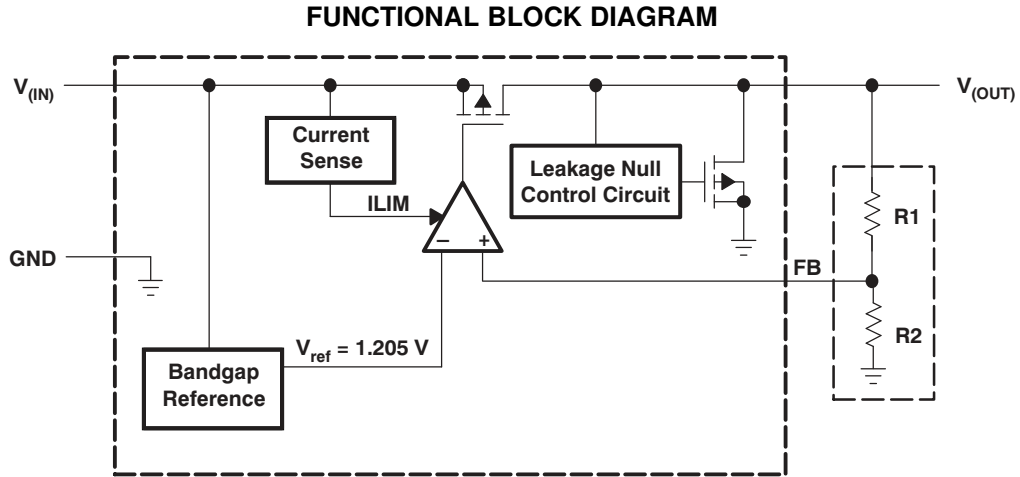 FUNCTIONAL BLOCK DIAGRAM
V(IN)
V(OUT)
Current
Sense
Leakage Null
Control Circuit
ILIM
R1
– +
GND
FB
R2
Vref = 1.205 V
Bandgap
Reference